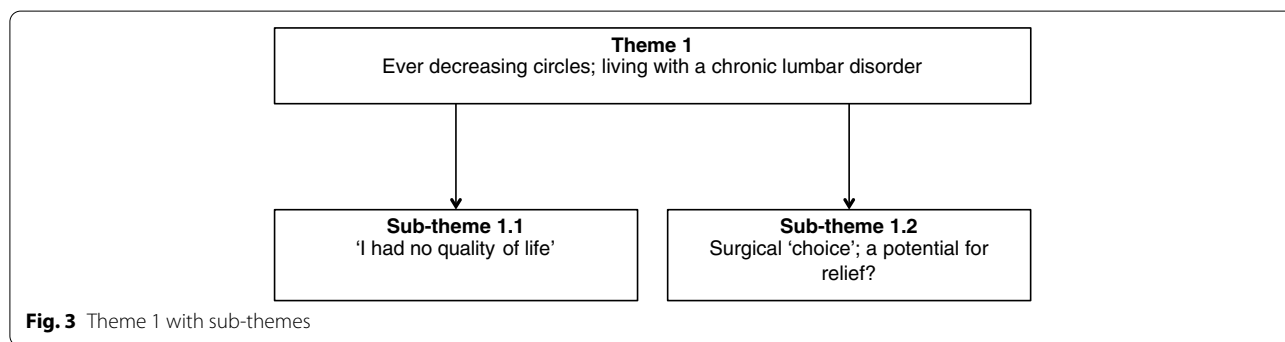 Theme 1
Ever decreasing circles; living with a chronic lumbar disorder
Sub-theme 1.1
‘I had no quality of life’
Sub-theme 1.2
Surgical ‘choice’; a potential for
relief?
Fig. 3 Theme 1 with sub-themes